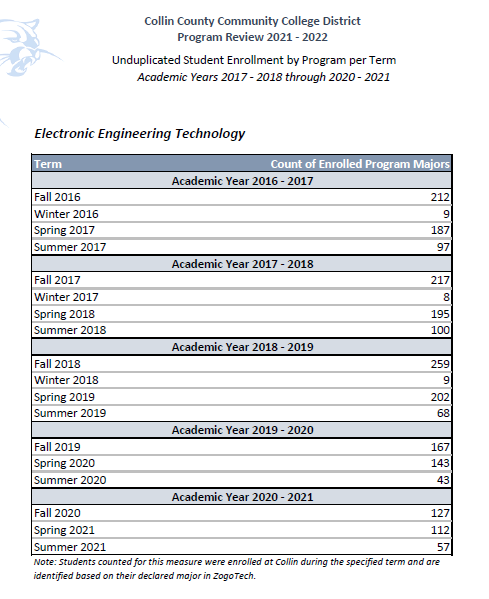 Collin County Community College District
Program Review 2021 - 2022
Unduplicated Student Enrollment by Program per Term
Academic Years 2017 - 2018 through 2020 - 2021
Electronic Engineering Technology
Term Count of Enrolled Program Majors
Academic Year 2016 - 2017
Fall 2016 212
Winter 2016 9
Spring 2017 187
Summer 2017 97
Academic Year 2017 - 2018
Fall 2017 217
Winter 2017 8
Spring 2018 195
Summer 2018 100
Academic Year 2018 - 2019
Fall 2018 259
Winter 2018 9
Spring 2019 202
Summer 2019 68
Academic Year 2019 - 2020
Fall 2019 167
Spring 2020 143
Summer 2020 43
Academic Year 2020 - 2021
Fall 2020 127
Spring 2021 112
Summer 2021 57
Note: Students counted for this measure were enrolled at Collin during the specified term and are
identified based on their declared major in ZogoTech.